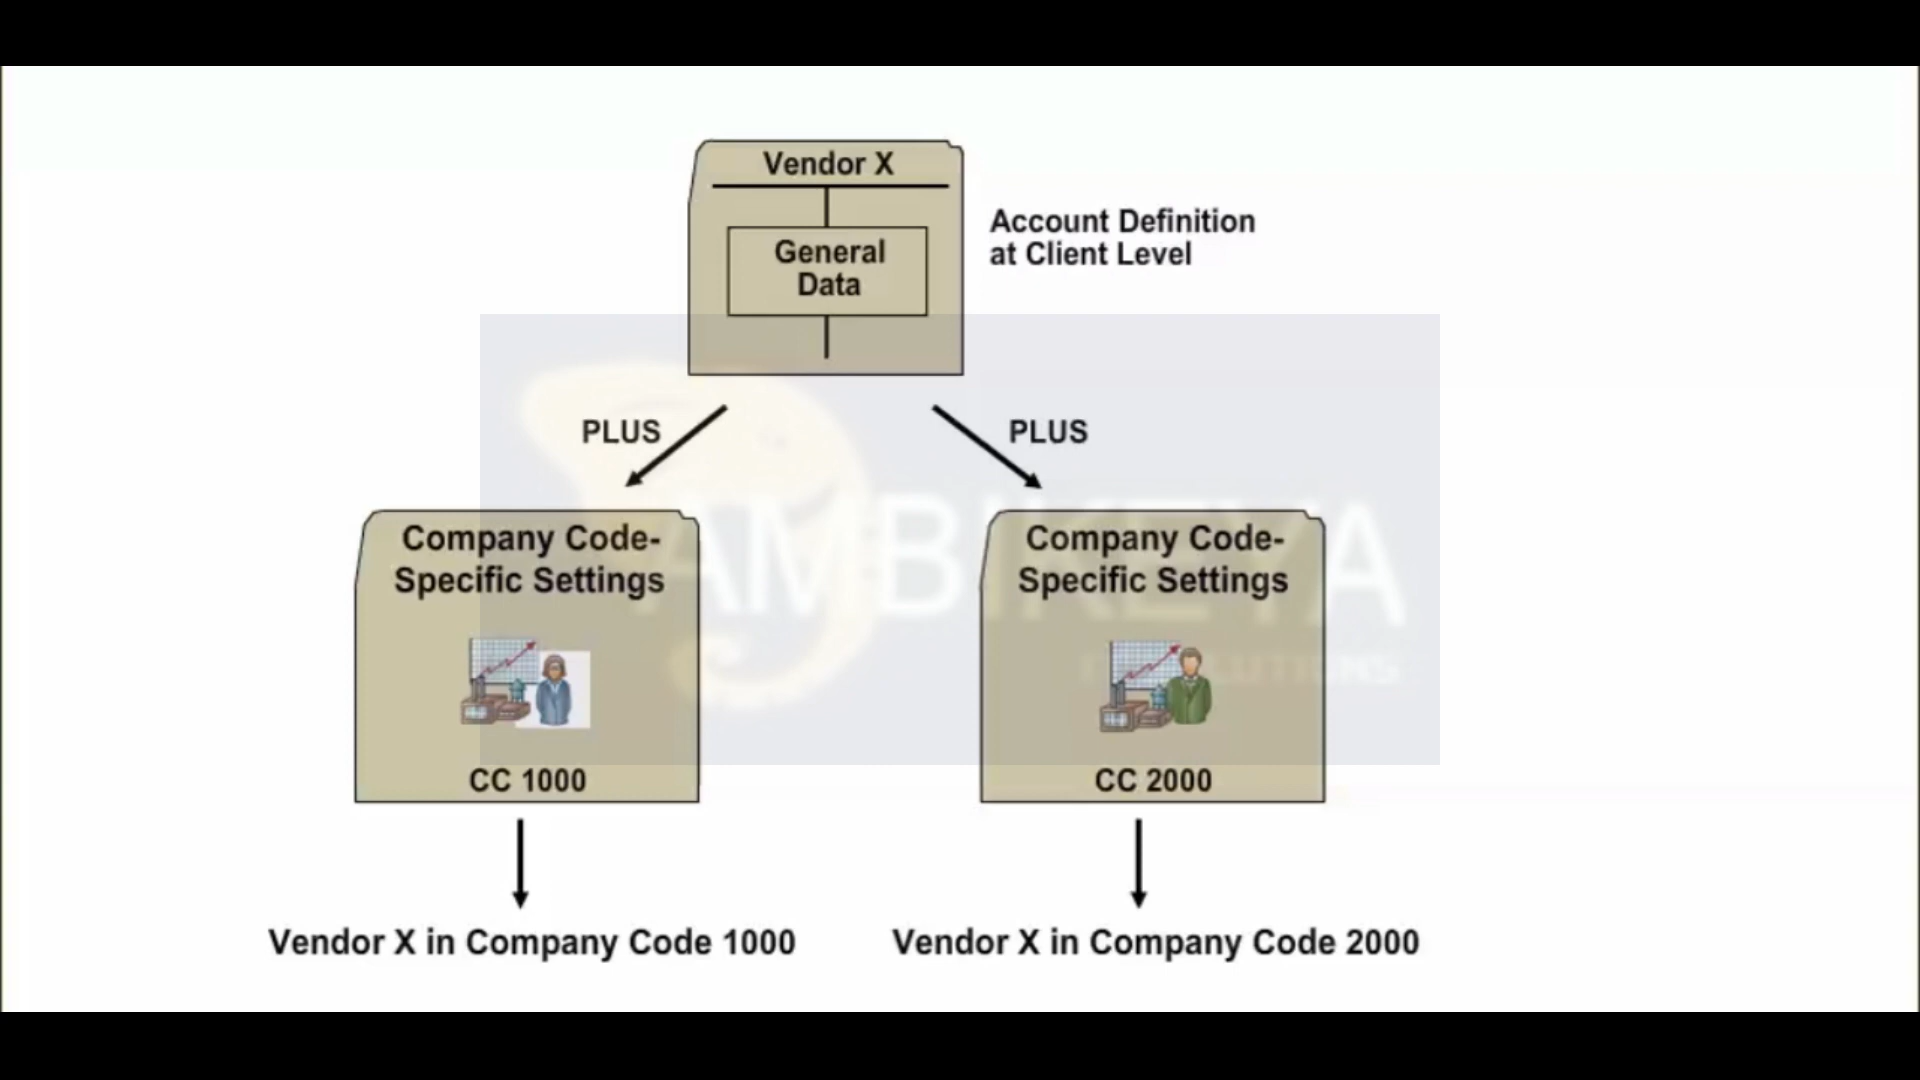 Vendor X
General
Data
Account Definition
at Client Level
PLUS
PLUS
Company Code-
Specific Settings
CC 1000
Company Code-
Specific Settings
CC 2000
Vendor X in Company Code 1000
Vendor X in Company Code 2000
AMBIKEYA